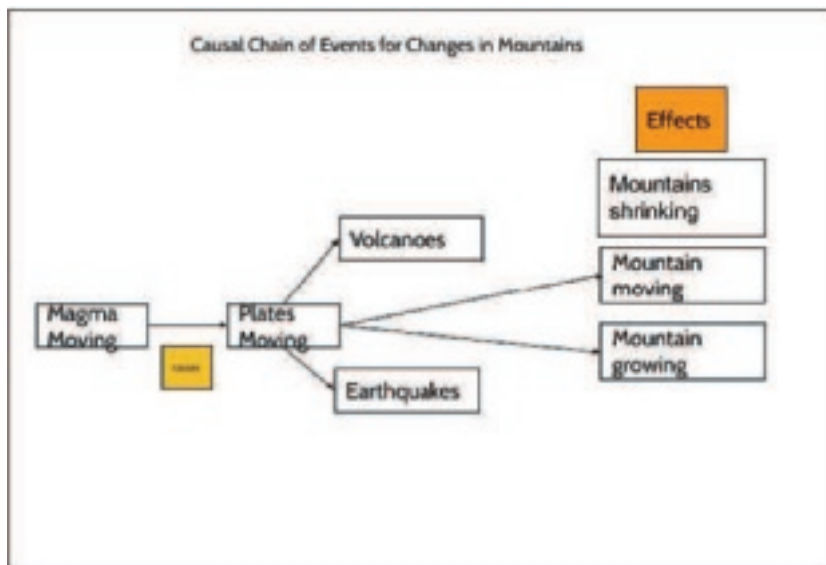 Causal Chain of Events for Changes in Mountains
Effects
Mountains
shrinking
Volcanoes
Mountain
moving
Magma
Moving
Plates
Moving
Mountain
growing
Earthquakes